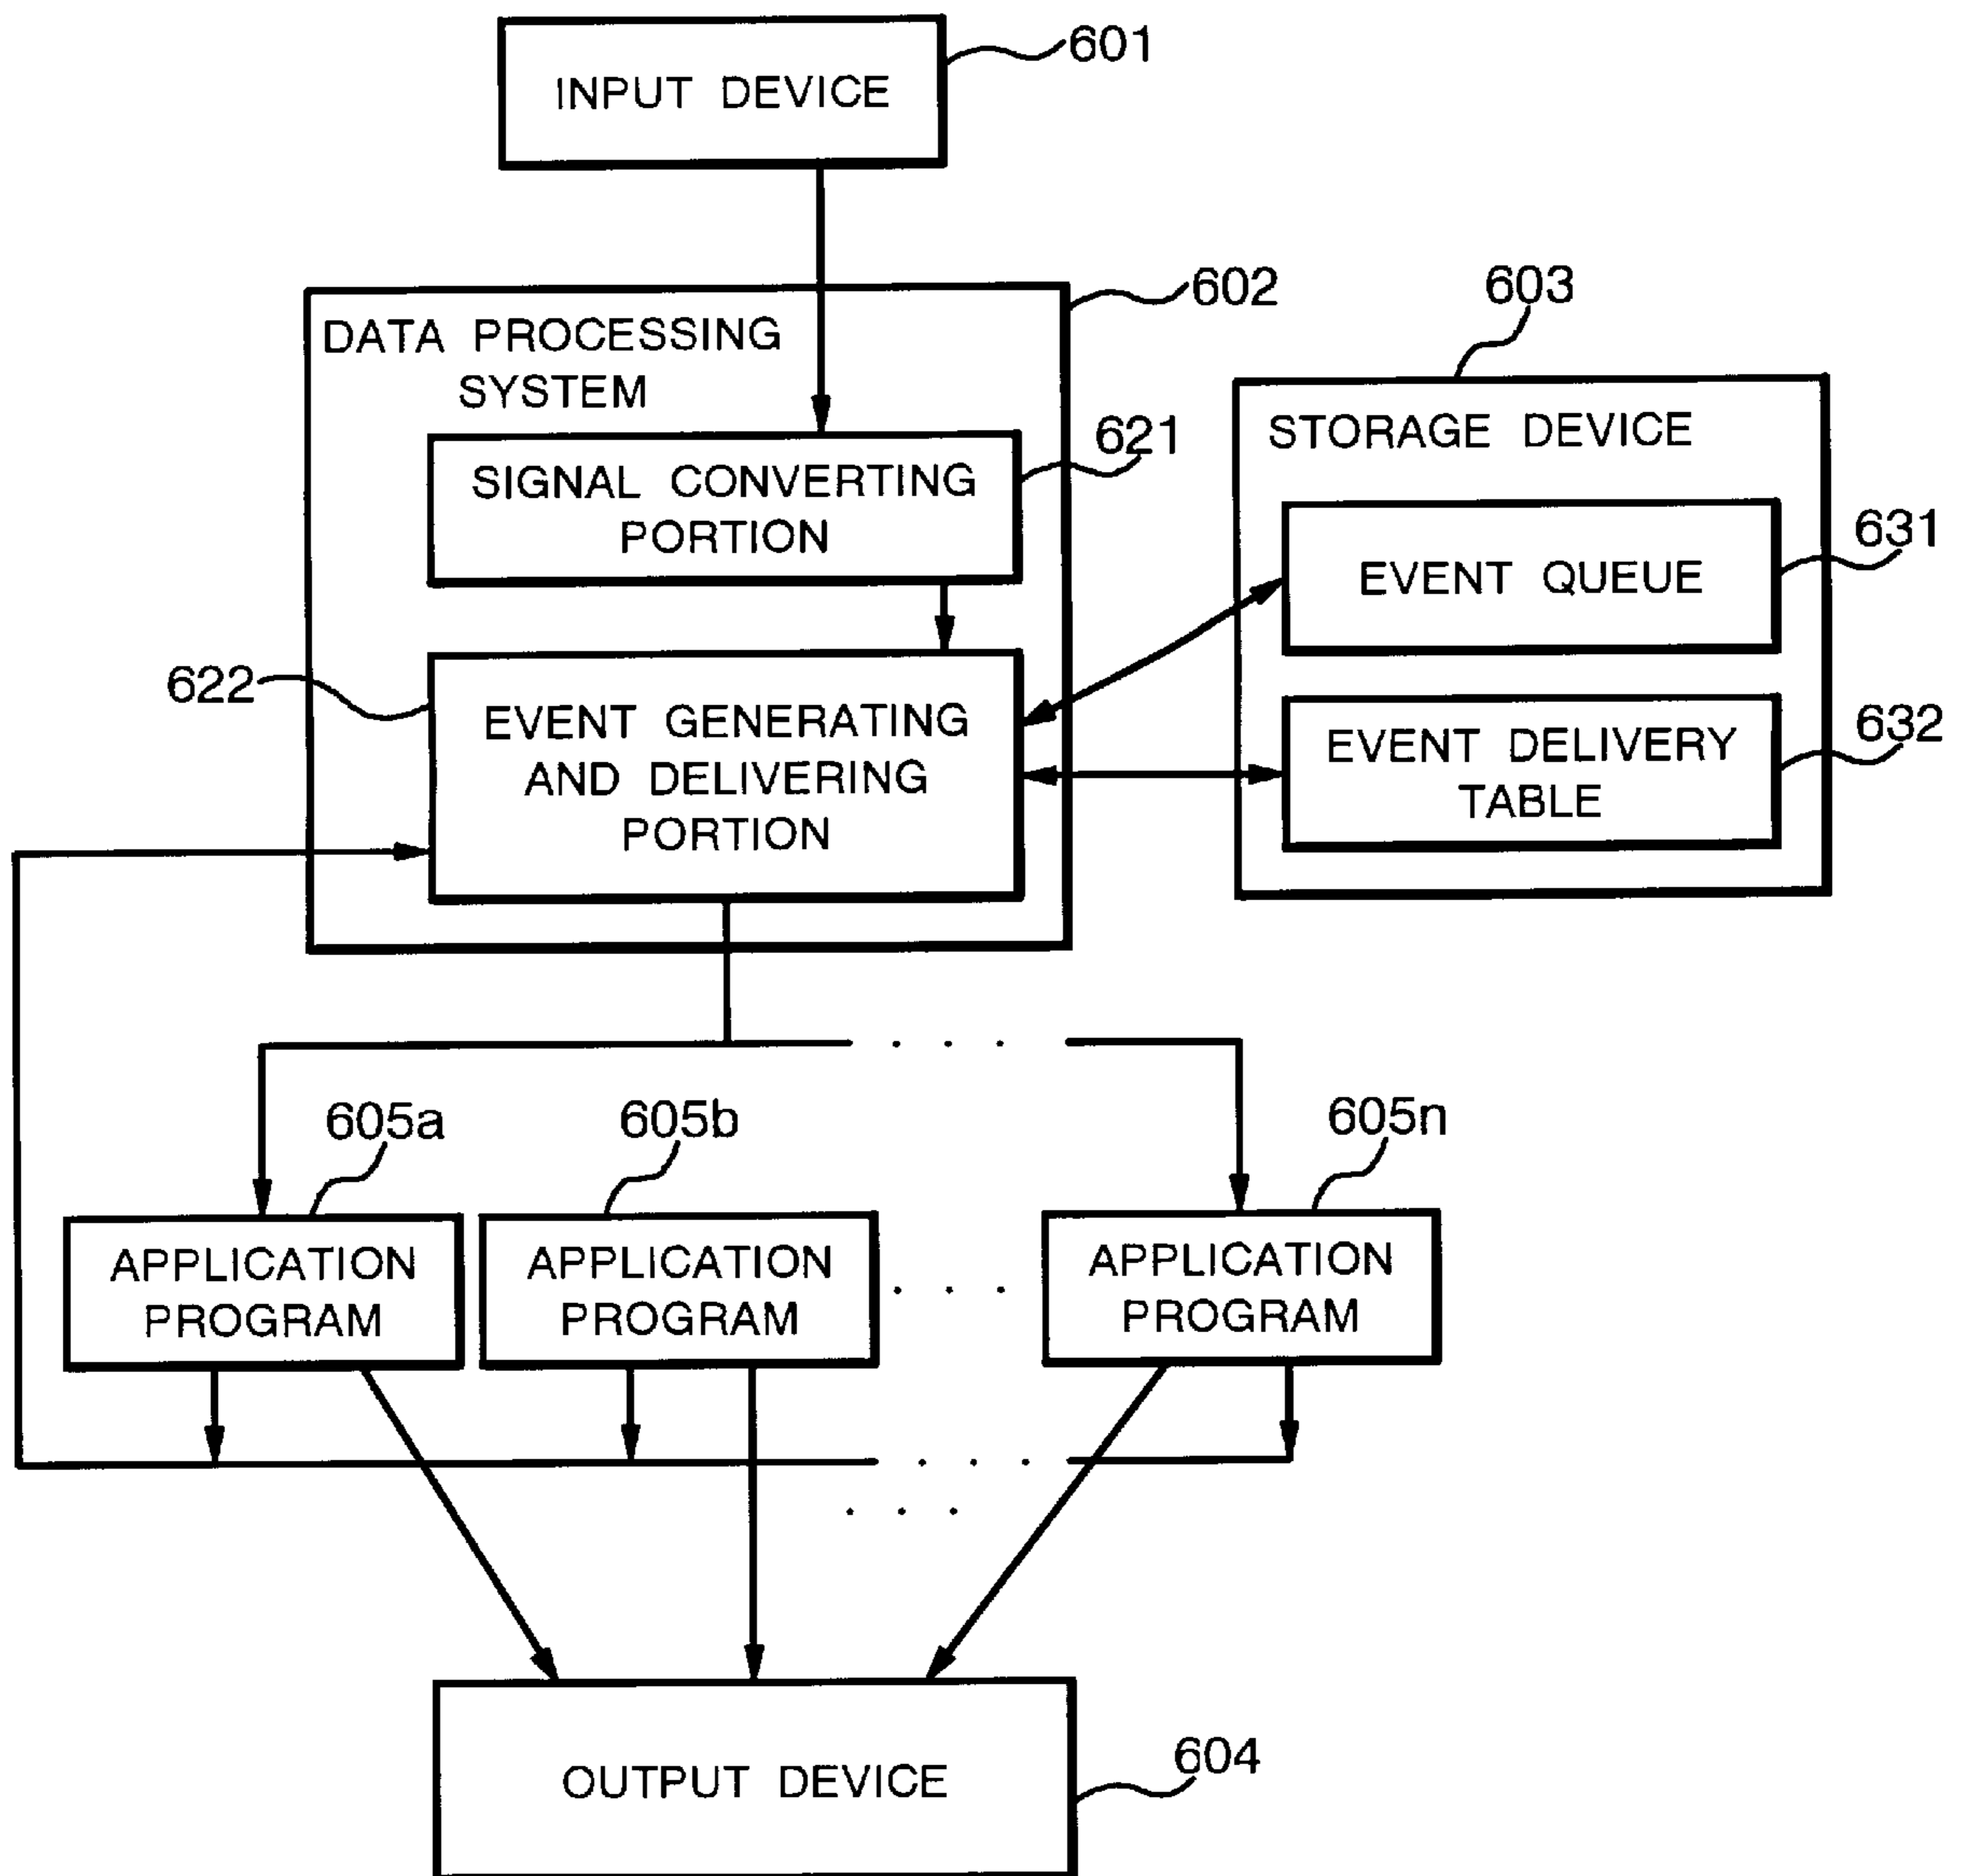 601
INPUT DEVICE
602
603
DATA PROCESSING
SYSTEM
621
STORAGE DEVICE
SIGNAL CONVERTING
PORTION
631
EVENT QUEUE
622
EVENT GENERATING
AND DELIVERING
PORTION
632
EVENT DELIVERY
TABLE
605a
605b
605n
APPLICATION
PROGRAM
APPLICATION
PROGRAM
APPLICATION
PROGRAM
604
OUTPUT DEVICE